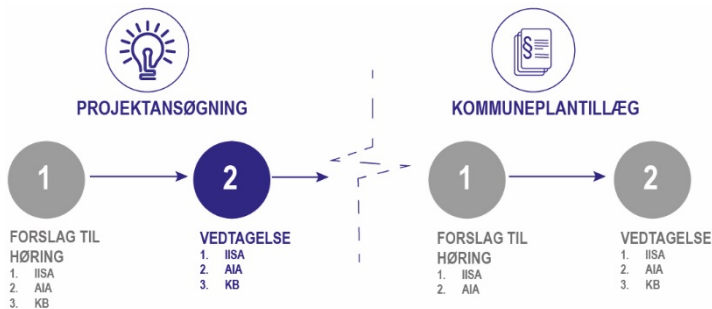 §
PROJEKTANSØGNING
KOMMUNEPLANTILLÆG
1
2
1
2
FORSLAG TIL
HØRING
1. IISA
2. AIA
3. KB
VEDTAGELSE
1. IISA
2. AIA
3. KB
FORSLAG TIL
HØRING
1. IISA
2. AIA
VEDTAGELSE
1. IISA
2. AIA
3. KB